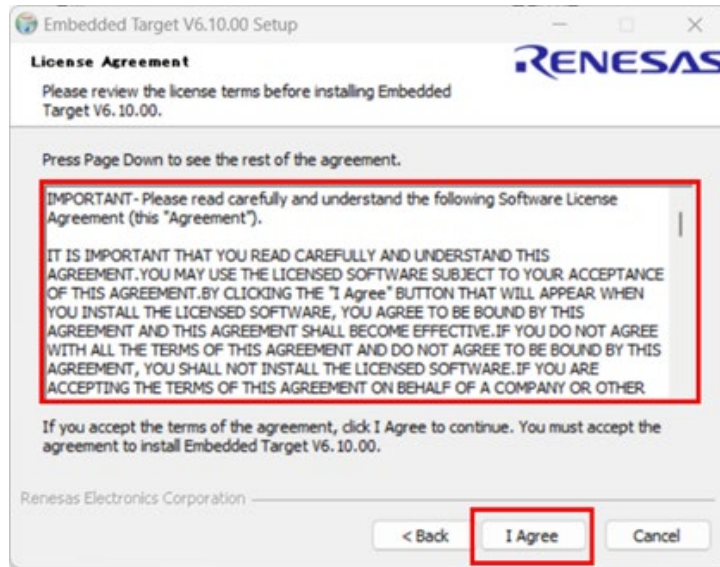 Embedded Target V6.10.00 Setup
License Agreement
RENESAS
Please review the license terms before installing Embedded
Target V6.10.00.
Press Page Down to see the rest of the agreement.
IMPORTANT- Please read carefully and understand the following Software License
Agreement (this "Agreement").
IT IS IMPORTANT THAT YOU READ CAREFULLY AND UNDERSTAND THIS
AGREEMENT.YOU MAY USE THE LICENSED SOFTWARE SUBJECT TO YOUR ACCEPTANCE
OF THIS AGREEMENT.BY CLICKING THE "I Agree" BUTTON THAT WILL APPEAR WHEN
YOU INSTALL THE LICENSED SOFTWARE, YOU AGREE TO BE BOUND BY THIS
AGREEMENT AND THIS AGREEMENT SHALL BECOME EFFECTIVE.IF YOU DO NOT AGREE
WITH ALL THE TERMS OF THIS AGREEMENT AND DO NOT AGREE TO BE BOUND BY THIS
AGREEMENT, YOU SHALL NOT INSTALL THE LICENSED SOFTWARE.IF YOU ARE
ACCEPTING THE TERMS OF THIS AGREEMENT ON BEHALF OF A COMPANY OR OTHER
If you accept the terms of the agreement, click I Agree to continue. You must accept the
agreement to install Embedded Target V6.10.00.
Renesas Electronics Corporation
< Back I Agree Cancel